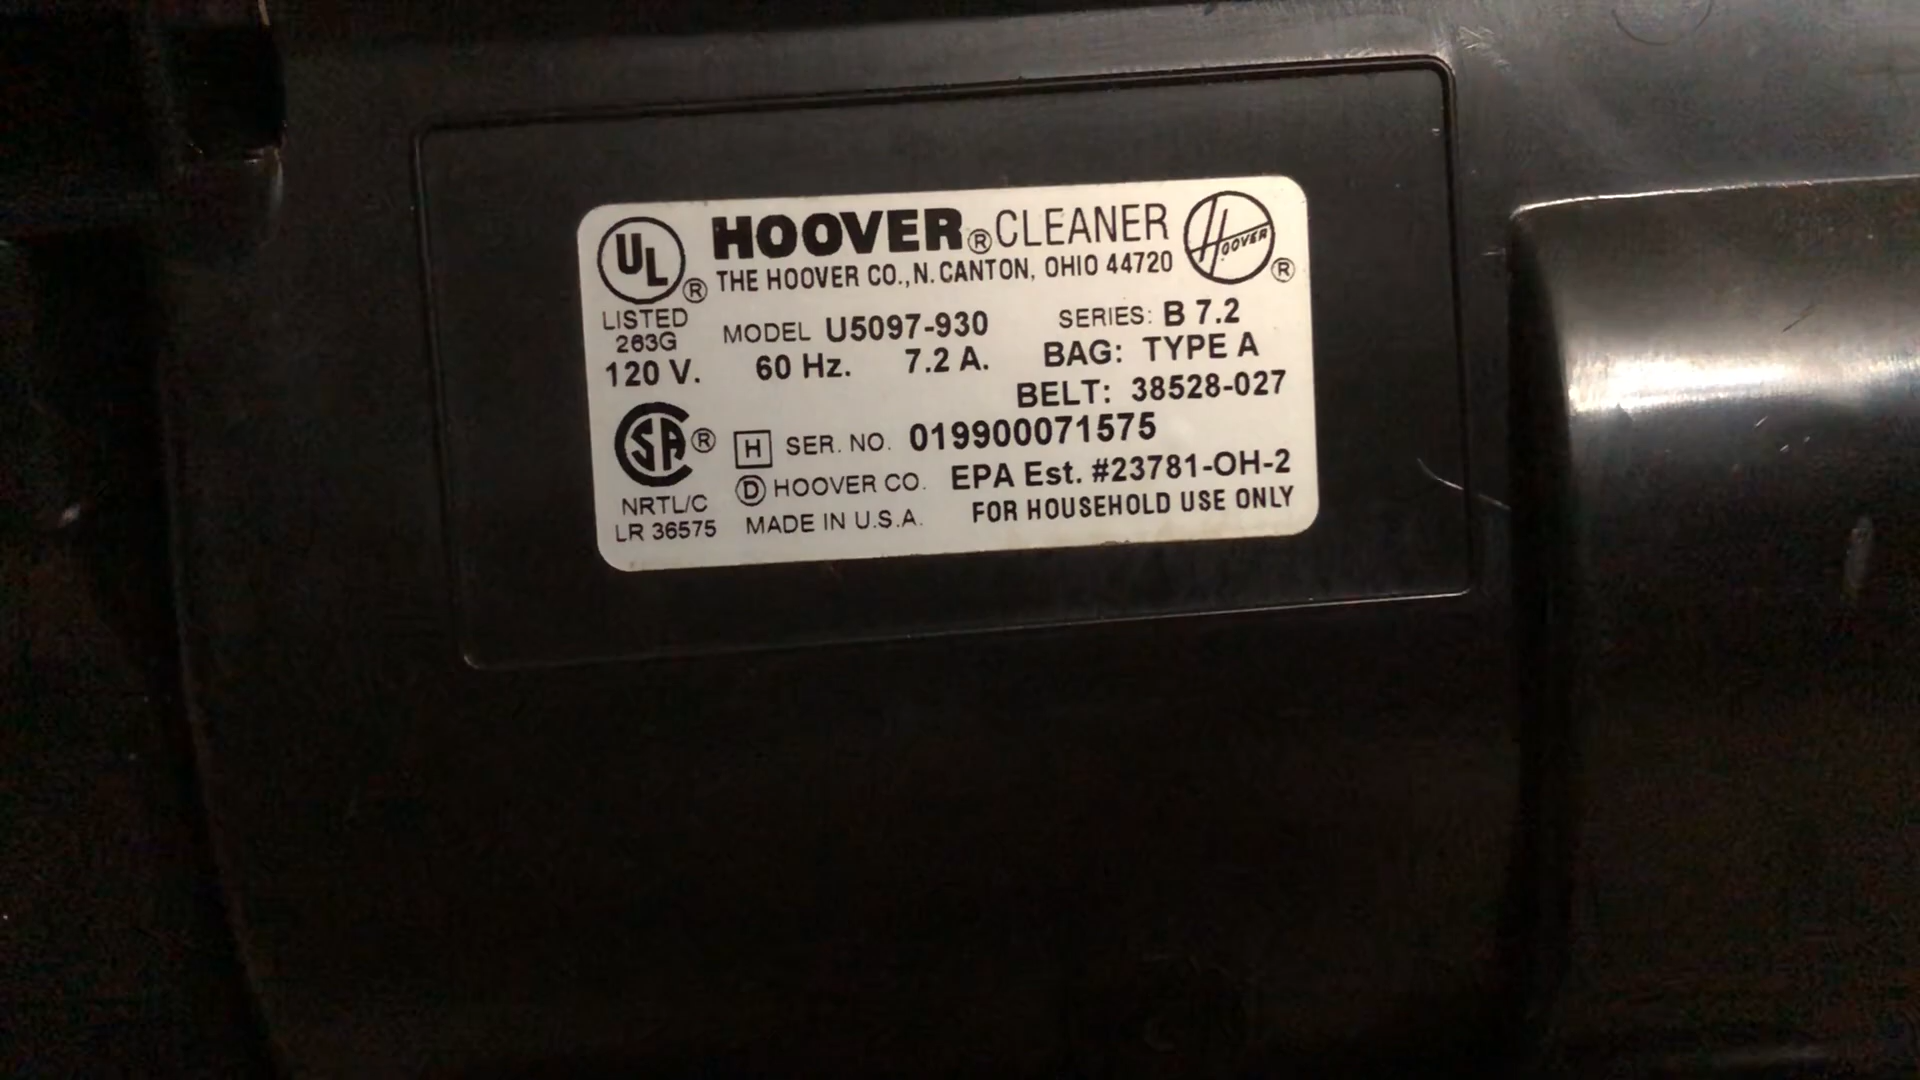 UL ® HOOVER® CLEANER HOOVER ®
THE HOOVER CO., N. CANTON, OHIO 44720
LISTED
263G
MODEL U5097-930 SERIES: B 7.2
120 V. 60 Hz. 7.2 A. BAG: TYPE A
BELT: 38528-027
SA ® H SER. NO. 019900071575
D HOOVER CO. EPA Est. #23781-OH-2
NRTL/C
LR 36575 MADE IN U.S.A. FOR HOUSEHOLD USE ONLY